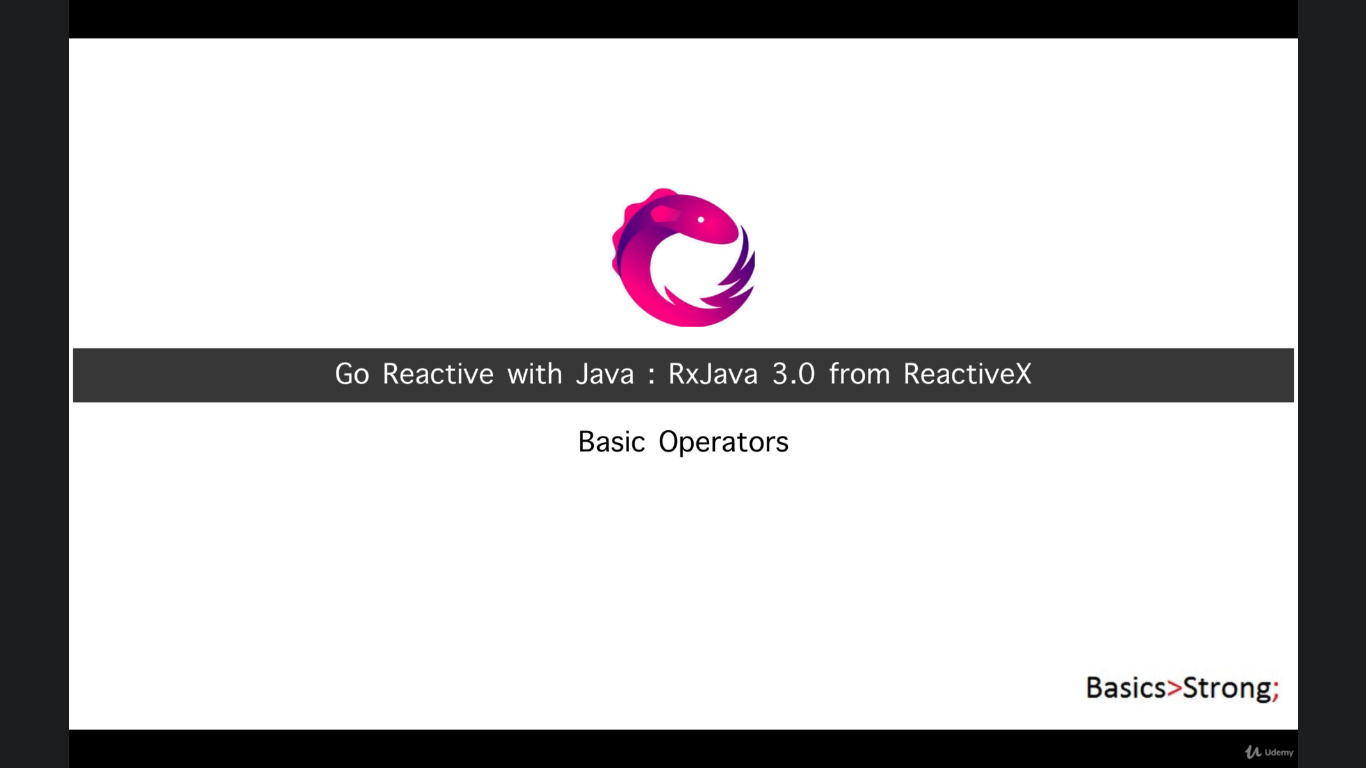 Go Reactive with Java : RxJava 3.0 from ReactiveX
Basic Operators
Basics>Strong;
Udemy